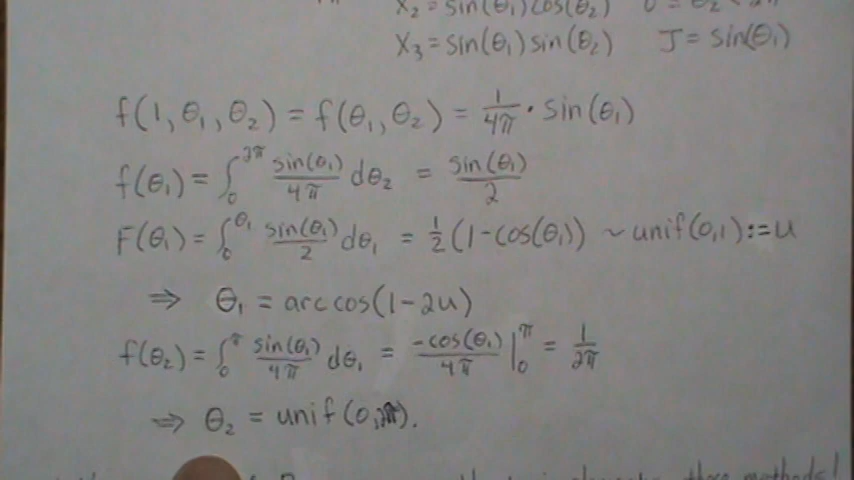 X₂ = sin(θ₁)cos(θ₂)
X₃ = sin(θ₁)sin(θ₂) J = sin(θ₁)
f(1, θ₁, θ₂) = f(θ₁, θ₂) = 1/4π · sin(θ₁)
f(θ₁) = ∫₀^2π sin(θ₁)/4π dθ₂ = sin(θ₁)/2
F(θ₁) = ∫₀^θ₁ sin(θ₁)/2 dθ₁ = 1/2 (1-cos(θ₁)) ~ unif(0,1) := u
⇒ θ₁ = arccos(1-2u)
f(θ₂) = ∫₀^π sin(θ₁)/4π dθ₁ = -cos(θ₁)/4π |₀^π = 1/2π
⇒ θ₂ = unif(0,2π).
these methods!